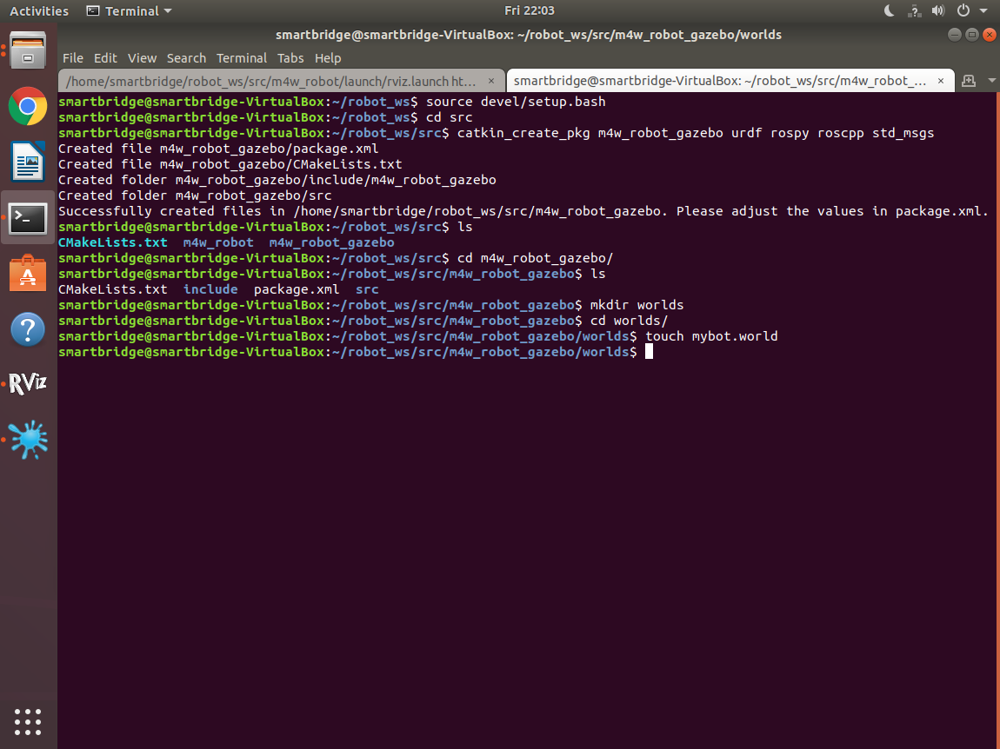 Activities Terminal Fri 22:03
smartbridge@smartbridge-VirtualBox: ~/robot_ws/src/m4w_robot_gazebo/worlds
File Edit View Search Terminal Tabs Help
/home/smartbridge/robot_ws/src/m4w_robot/launch/rviz.launch ht... × smartbridge@smartbridge-VirtualBox: ~/robot_ws/src/m4w_robot_... ×
smartbridge@smartbridge-VirtualBox:~/robot_ws$ source devel/setup.bash
smartbridge@smartbridge-VirtualBox:~/robot_ws$ cd src
smartbridge@smartbridge-VirtualBox:~/robot_ws/src$ catkin_create_pkg m4w_robot_gazebo urdf rospy roscpp std_msgs
Created file m4w_robot_gazebo/package.xml
Created file m4w_robot_gazebo/CMakeLists.txt
Created folder m4w_robot_gazebo/include/m4w_robot_gazebo
Created folder m4w_robot_gazebo/src
Successfully created files in /home/smartbridge/robot_ws/src/m4w_robot_gazebo. Please adjust the values in package.xml.
smartbridge@smartbridge-VirtualBox:~/robot_ws/src$ ls
CMakeLists.txt m4w_robot m4w_robot_gazebo
smartbridge@smartbridge-VirtualBox:~/robot_ws/src$ cd m4w_robot_gazebo/
smartbridge@smartbridge-VirtualBox:~/robot_ws/src/m4w_robot_gazebo$ ls
CMakeLists.txt include package.xml src
smartbridge@smartbridge-VirtualBox:~/robot_ws/src/m4w_robot_gazebo$ mkdir worlds
smartbridge@smartbridge-VirtualBox:~/robot_ws/src/m4w_robot_gazebo$ cd worlds/
smartbridge@smartbridge-VirtualBox:~/robot_ws/src/m4w_robot_gazebo/worlds$ touch mybot.world
smartbridge@smartbridge-VirtualBox:~/robot_ws/src/m4w_robot_gazebo/worlds$
RViz